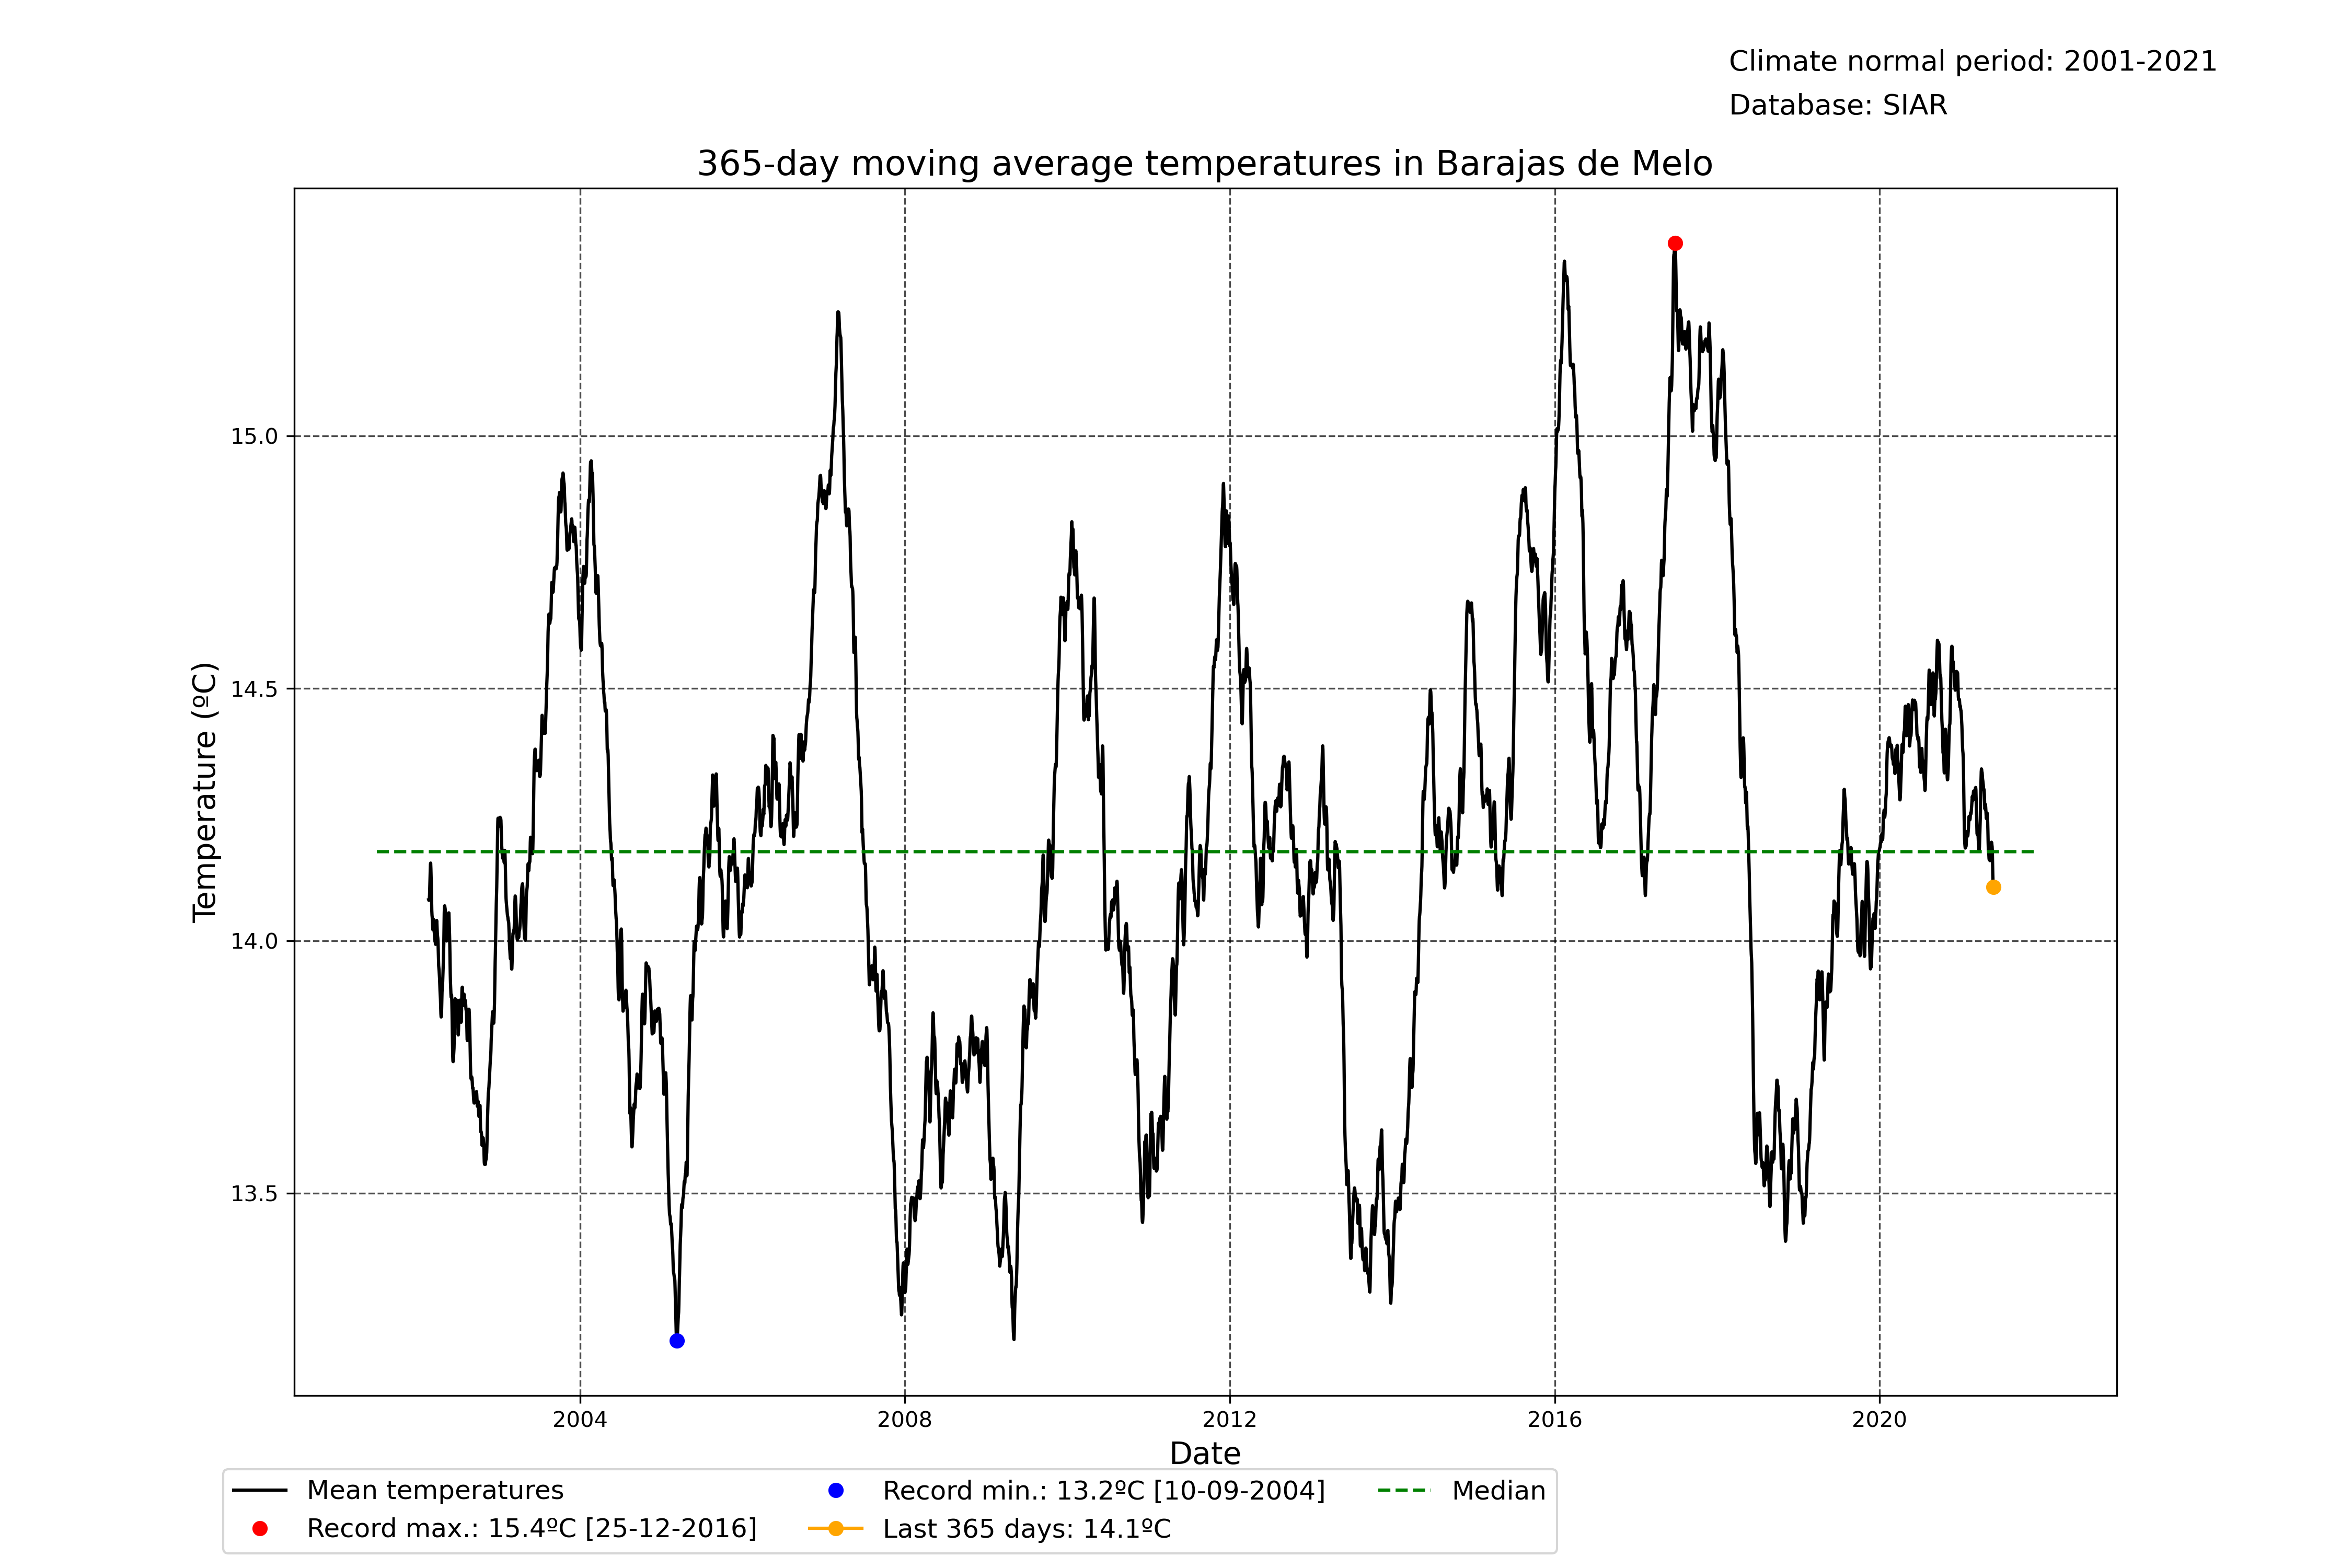 Climate normal period: 2001-2021
Database: SIAR
365-day moving average temperatures in Barajas de Melo
Temperature (ºC)
15.0
14.5
14.0
13.5
2004 2008 2012 2016 2020
Date
Mean temperatures
Record max.: 15.4ºC [25-12-2016]
Record min.: 13.2ºC [10-09-2004]
Last 365 days: 14.1ºC
Median